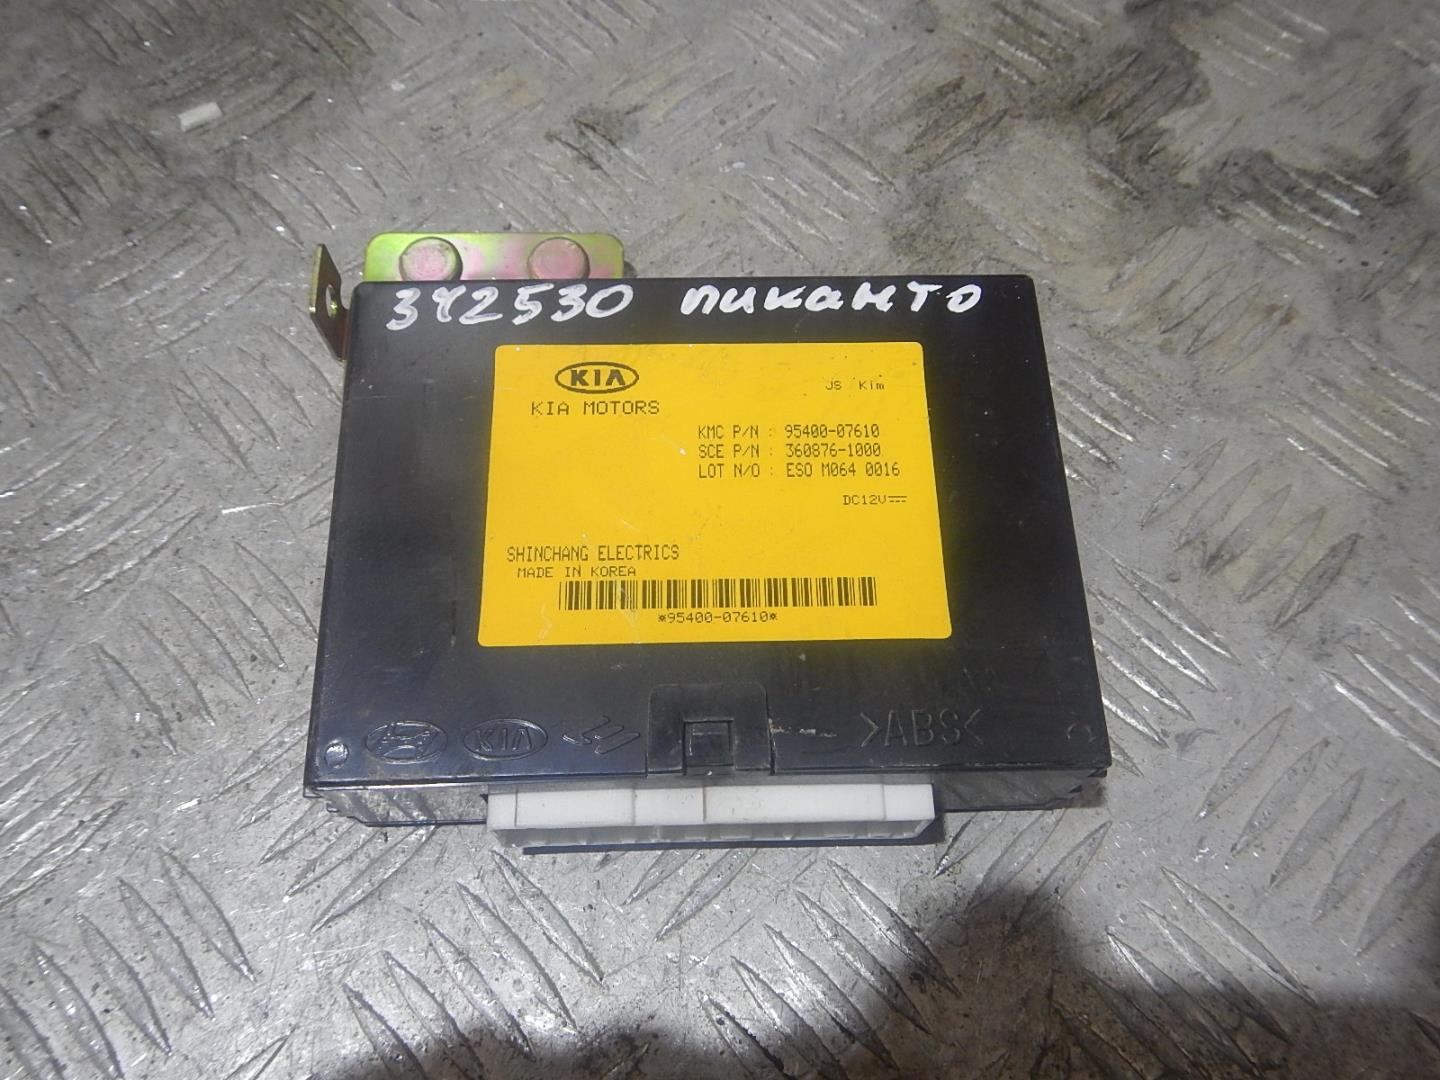 342530 пиканто
KIA
JS Kim
KIA MOTORS
KMC P/N : 95400-07610
SCE P/N : 360876-1000
LOT N/O : ESO M064 0016
DC12V
SHINCHANG ELECTRICS
MADE IN KOREA
*95400-07610*
KIA
>ABS<